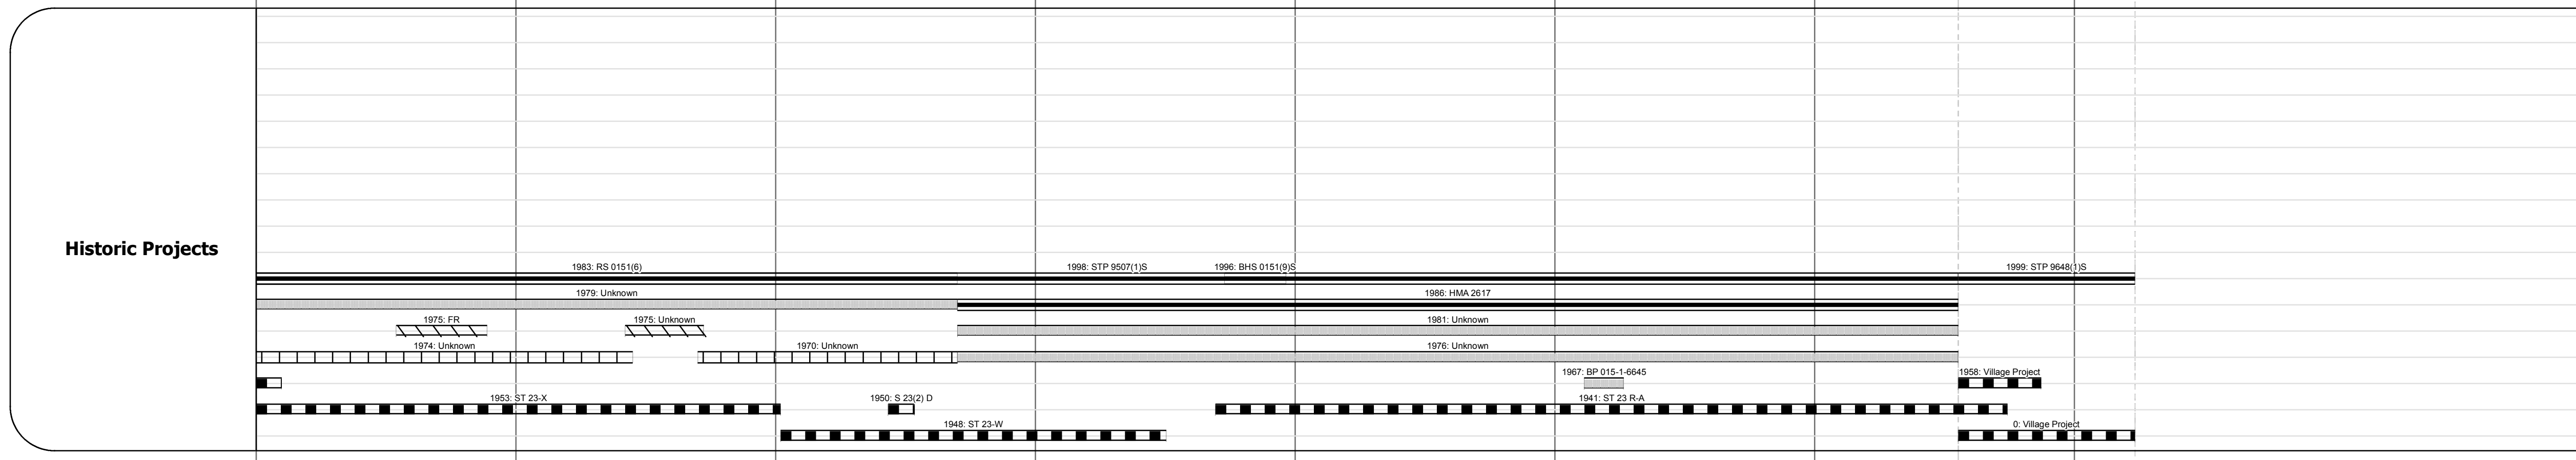 Historic Projects
1983: RS 0151(6)
1998: STP 9507(1)S
1996: BHS 0151(9)S
1999: STP 9648(1)S
1979: Unknown
1986: HMA 2617
1975: FR
1975: Unknown
1981: Unknown
1974: Unknown
1970: Unknown
1976: Unknown
1967: BP 015-1-6645
1958: Village Project
1953: ST 23-X
1950: S 23(2) D
1941: ST 23 R-A
1948: ST 23-W
0: Village Project